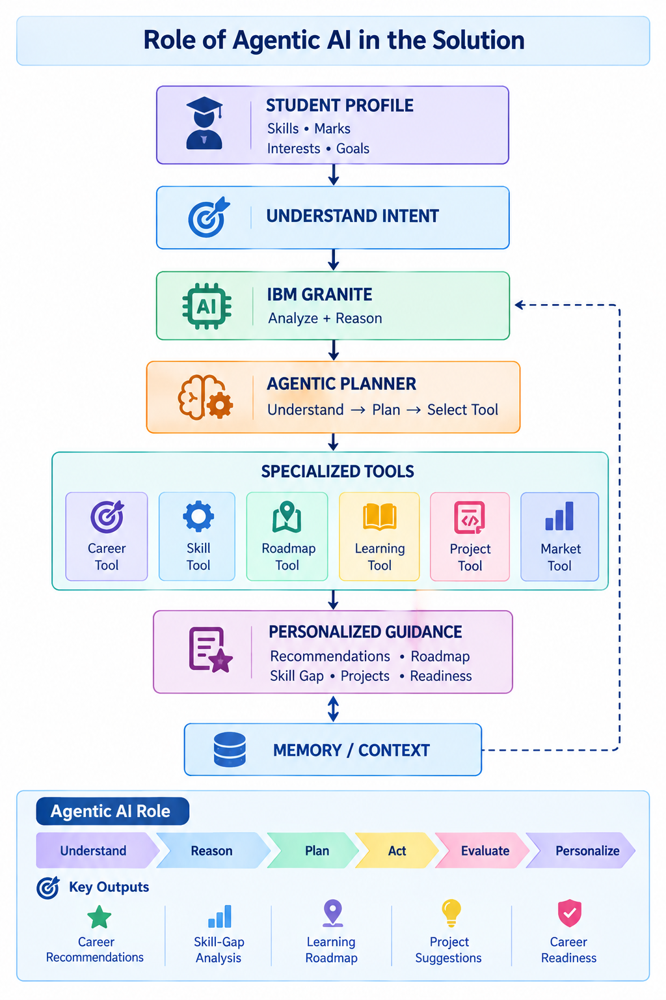 Role of Agentic AI in the Solution
STUDENT PROFILE
Skills • Marks
Interests • Goals
UNDERSTAND INTENT
AI
IBM GRANITE
Analyze + Reason
AGENTIC PLANNER
Understand → Plan → Select Tool
SPECIALIZED TOOLS
Career
Tool
Skill
Tool
Roadmap
Tool
Learning
Tool
</>
Project
Tool
Market
Tool
PERSONALIZED GUIDANCE
Recommendations • Roadmap
Skill Gap • Projects • Readiness
MEMORY / CONTEXT
Agentic AI Role
Understand
Reason
Plan
Act
Evaluate
Personalize
Key Outputs
Career
Recommendations
Skill-Gap
Analysis
Learning
Roadmap
Project
Suggestions
Career
Readiness